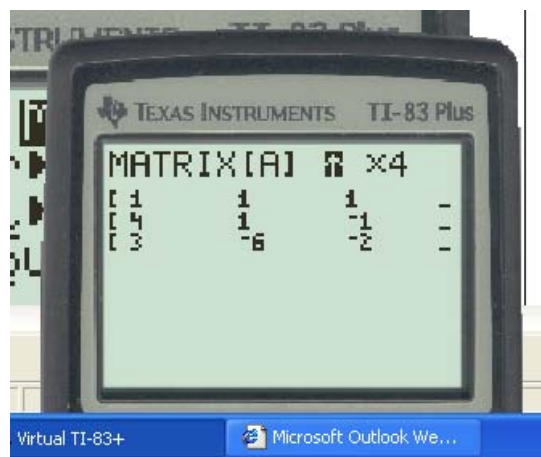 TEXAS INSTRUMENTS TI-83 Plus
MATRIX[A] 3 ×4
[ 1 1 1 _
[ 4 1 -1 _
[ 3 -6 -2 _
Virtual TI-83+
Microsoft Outlook We...